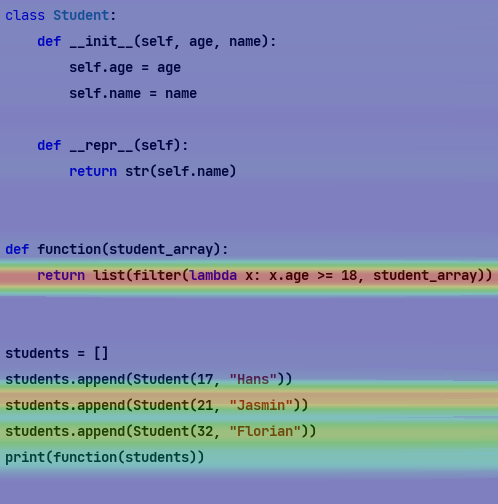 class Student:
    def __init__(self, age, name):
        self.age = age
        self.name = name
    def __repr__(self):
        return str(self.name)
def function(student_array):
    return list(filter(lambda x: x.age >= 18, student_array))
students = []
students.append(Student(17, "Hans"))
students.append(Student(21, "Jasmin"))
students.append(Student(32, "Florian"))
print(function(students))